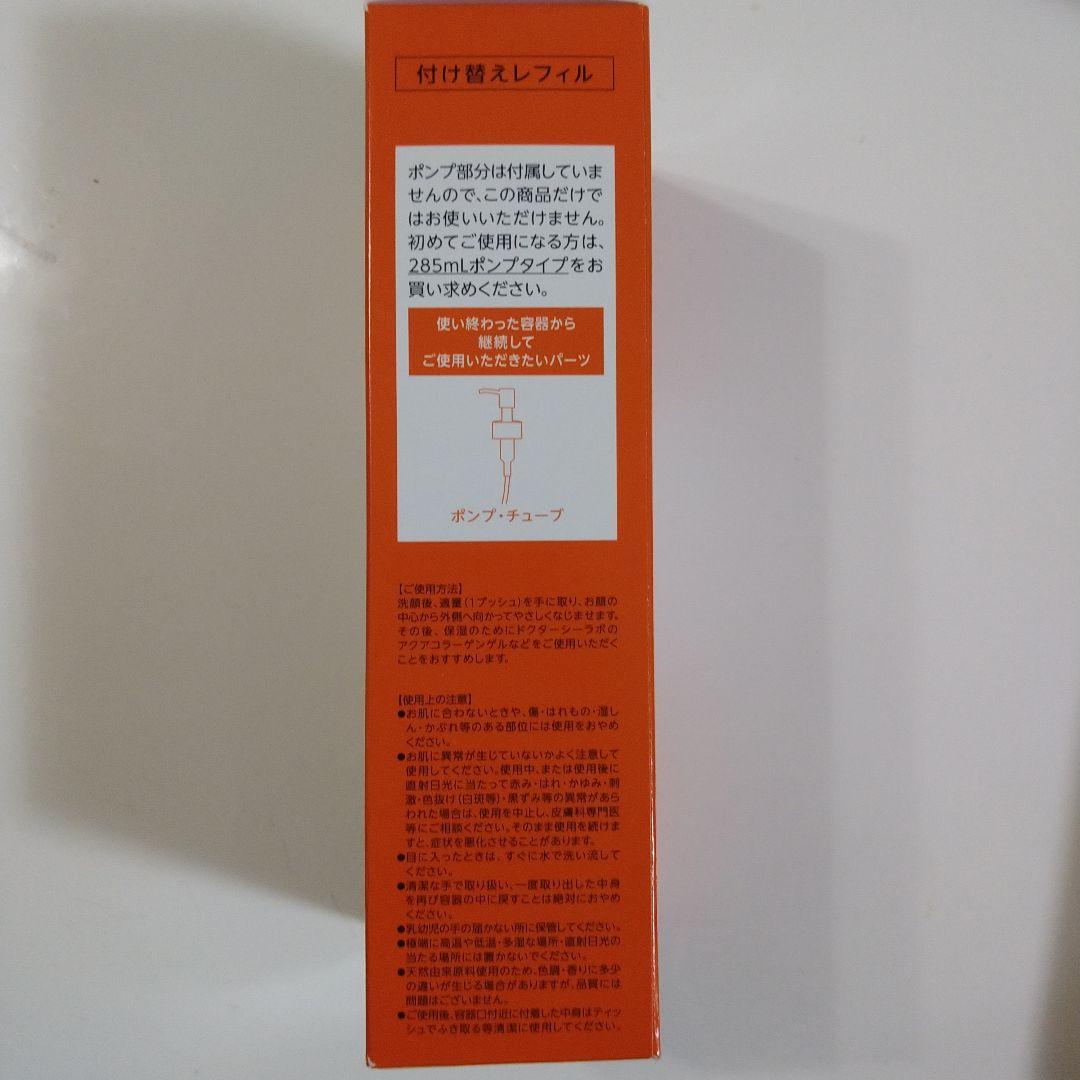 付け替えレフィル
ポンプ部分は付属していま
せんので、この商品だけで
はお使いいただけません。
初めてご使用になる方は、
285mLポンプタイプをお
買い求めください。
使い終わった容器から
継続して
ご使用いただきたいパーツ
ポンプ・チューブ
【ご使用方法】
洗顔後、適量(1プッシュ)を手に取り、お顔の
中心から外側へ向かってやさしくなじませます。
その後、保湿のためにドクターシーラボの
アクアコラーゲンゲルなどをご使用いただく
ことをおすすめします。
【使用上の注意】
●お肌に合わないときや、傷・はれもの・湿し
ん・かぶれ等のある部位には使用をおやめ
ください。
●お肌に異常が生じていないかよく注意して
使用してください。使用中、または使用後に
直射日光に当たって赤み・はれ・かゆみ・刺
激・色抜け(白斑等)・黒ずみ等の異常があら
われた場合は、使用を中止し、皮膚科専門医
等にご相談ください。そのまま使用を続けま
すと、症状を悪化させることがあります。
●目に入ったときは、すぐに水で洗い流して
ください。
●清潔な手で取り扱い、一度取り出した中身
を再び容器の中に戻すことは絶対におやめ
ください。
●乳幼児の手の届かない所に保管してください。
●極端に高温や低温・多湿な場所・直射日光の
当たる場所には置かないでください。
●天然由来原料使用のため、色調・香りに多少
の違いが生じる場合がありますが、品質には
問題はございません。
●ご使用後、容器口付近に付着した中身はティッ
シュでふき取る等清潔に使用してください。